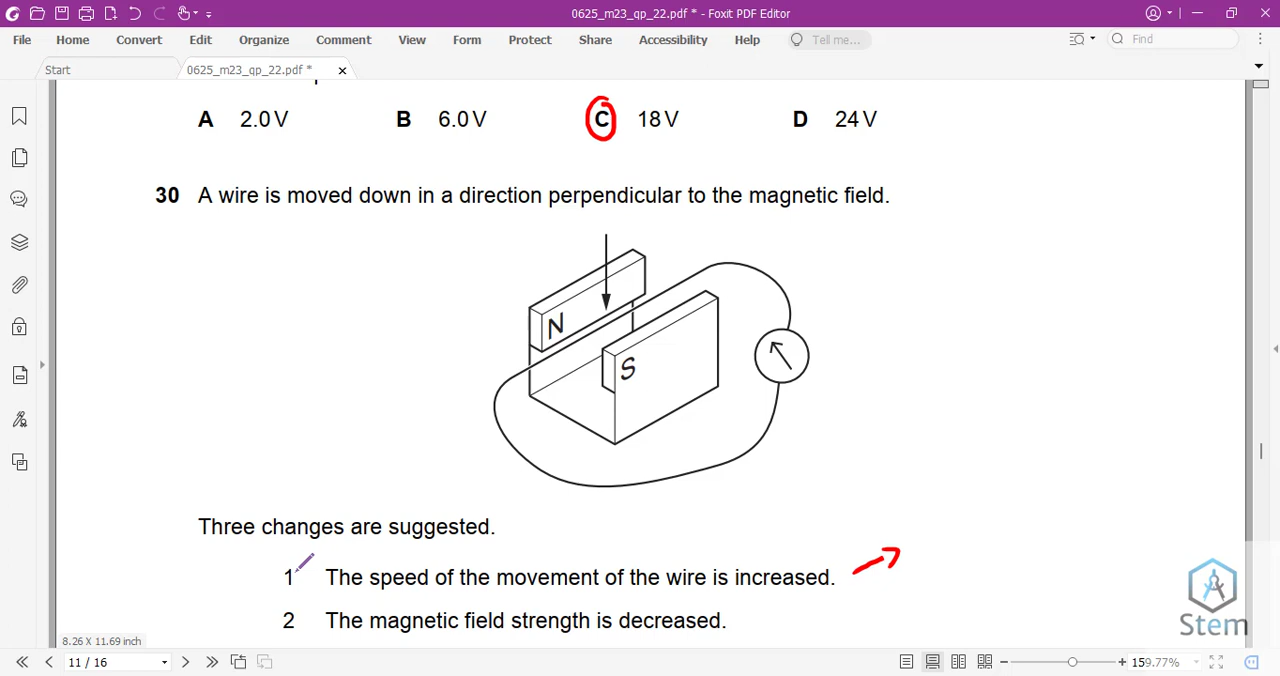 0625_m23_qp_22.pdf * - Foxit PDF Editor
File Home Convert Edit Organize Comment View Form Protect Share Accessibility Help Tell me... Find
Start 0625_m23_qp_22.pdf *
A 2.0 V B 6.0 V C 18 V D 24 V
30 A wire is moved down in a direction perpendicular to the magnetic field.
N
S
Three changes are suggested.
1 The speed of the movement of the wire is increased.
2 The magnetic field strength is decreased.
Stem
8.26 X 11.69 inch
11 / 16 159.77%